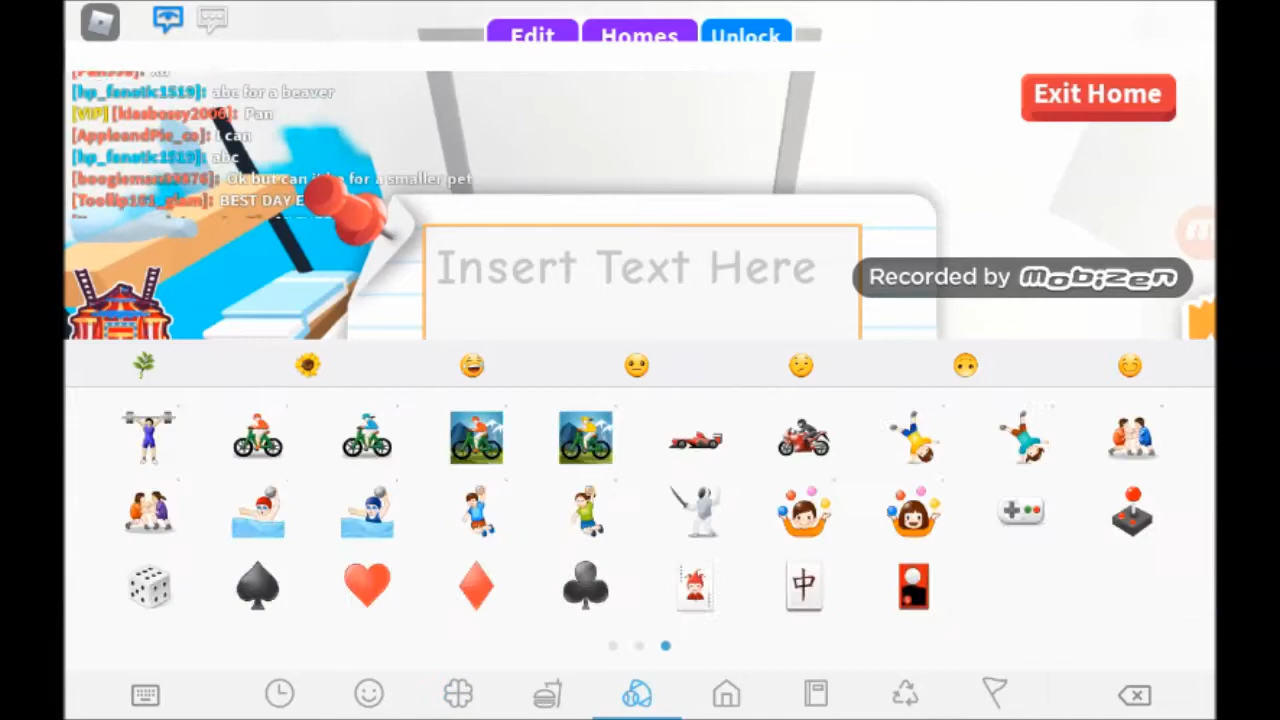 Edit Homes Unlock
[hp_fanatic1519]: abc for a beaver
[VIP] [kiasbossy2006]: Pan
[AppleandPie_co]: I can
[hp_fanatic1519]: abc
Ok but can it be for a smaller pet
BEST DAY E
Exit Home
Insert Text Here
Recorded by mobizen
中